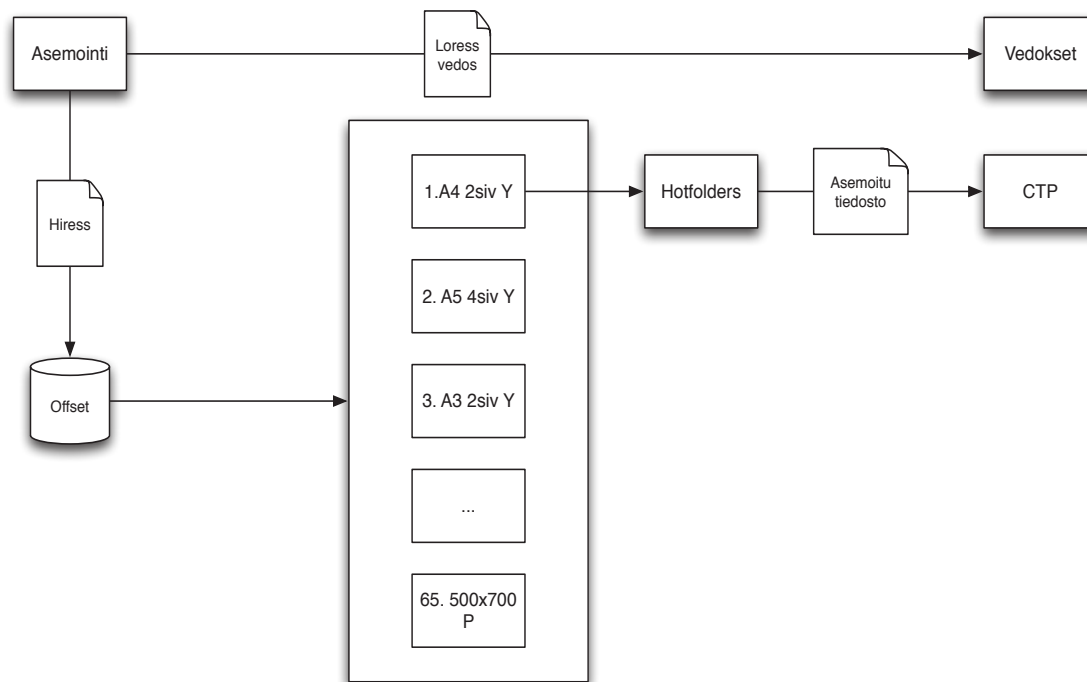 Asemointi
Loress
vedos
Vedokset
1.A4 2siv Y
Hotfolders
Asemoitu
tiedosto
CTP
Hiress
2. A5 4siv Y
Offset
3. A3 2siv Y
...
65. 500x700
P